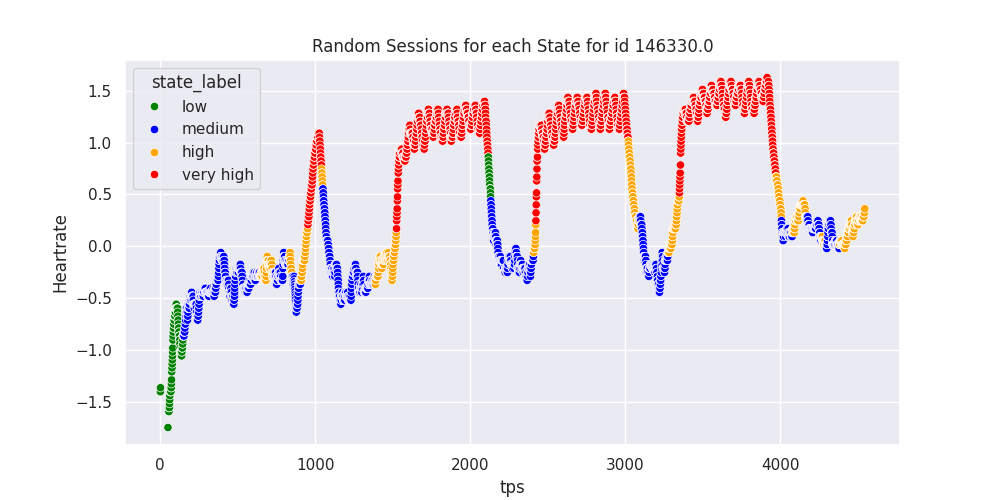 Random Sessions for each State for id 146330.0
state_label
low
medium
high
very high
Heartrate
1.5
1.0
0.5
0.0
−0.5
−1.0
−1.5
0 1000 2000 3000 4000
tps